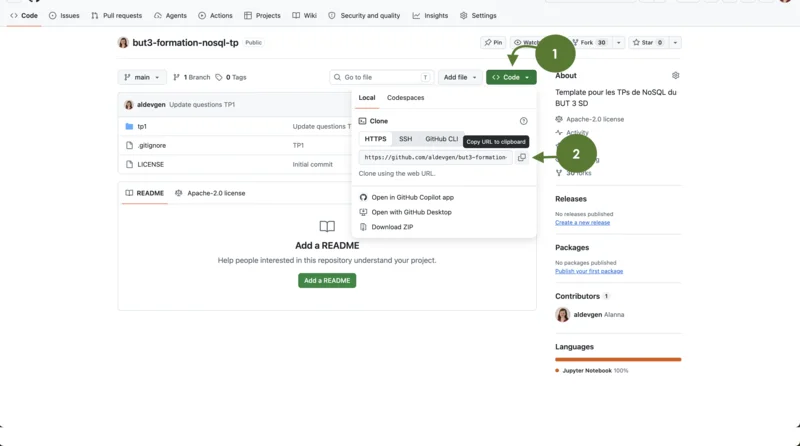 Code Issues Pull requests Agents Actions Projects Wiki Security and quality Insights Settings
but3-formation-nosql-tp Public
Pin Watch Fork 30 Star 0
1
main 1 Branch 0 Tags
Go to file T
Add file
Code
aldevgen Update questions TP1
tp1 Update questions T
.gitignore TP1
LICENSE Initial commit
Local Codespaces
Clone
HTTPS SSH GitHub CLI
Copy URL to clipboard
https://github.com/aldevgen/but3-formation-
2
Clone using the web URL.
Open in GitHub Copilot app
Open with GitHub Desktop
Download ZIP
README Apache-2.0 license
Add a README
Help people interested in this repository understand your project.
Add a README
About
Template pour les TPs de NoSQL du
BUT 3 SD
Apache-2.0 license
Activity
30 forks
Releases
No releases published
Create a new release
Packages
No packages published
Publish your first package
Contributors 1
aldevgen Alanna
Languages
Jupyter Notebook 100%